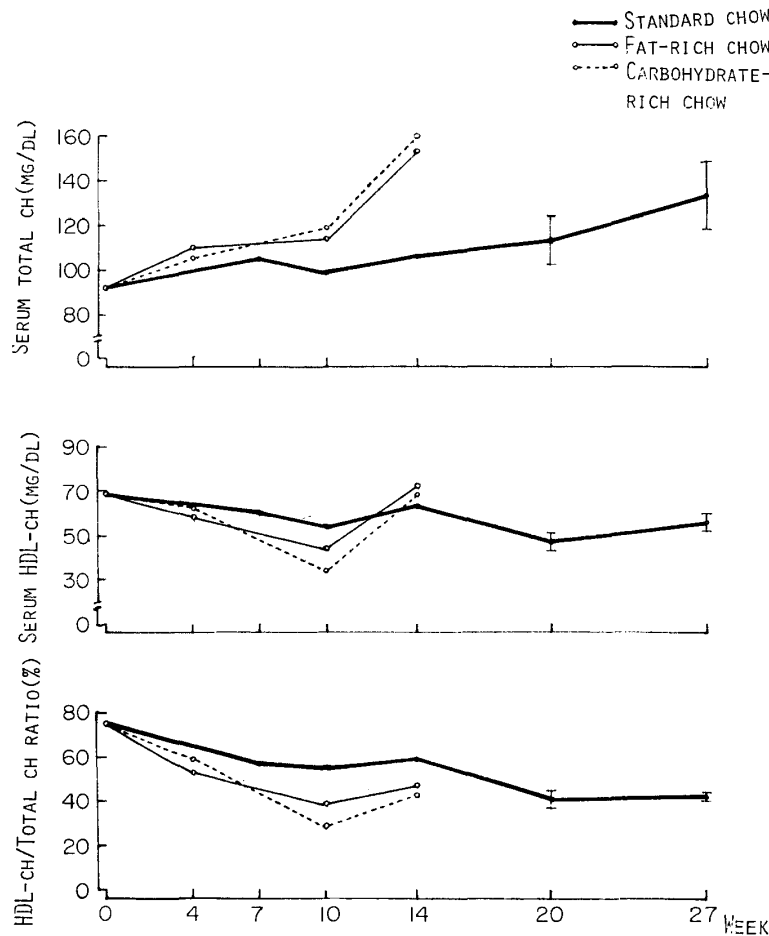 STANDARD CHOW
FAT-RICH CHOW
CARBOHYDRATE-
RICH CHOW
SERUM TOTAL CH(MG/DL)
160
140
120
100
80
0
SERUM HDL-CH(MG/DL)
90
70
50
30
0
HDL-CH/TOTAL CH RATIO(%)
80
60
40
20
0
0 4 7 10 14 20 27 WEEK